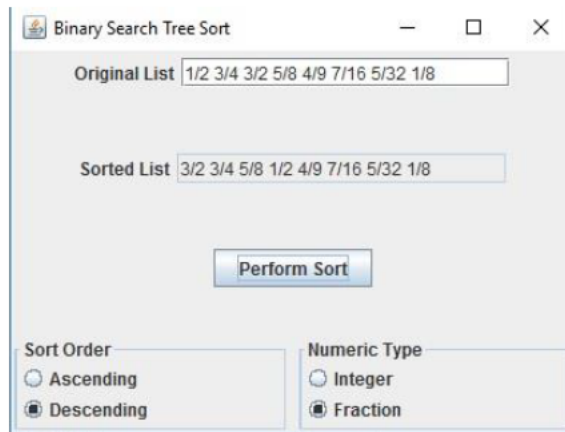 Binary Search Tree Sort
Original List 1/2 3/4 3/2 5/8 4/9 7/16 5/32 1/8
Sorted List 3/2 3/4 5/8 1/2 4/9 7/16 5/32 1/8
Perform Sort
Sort Order
Ascending
Descending
Numeric Type
Integer
Fraction